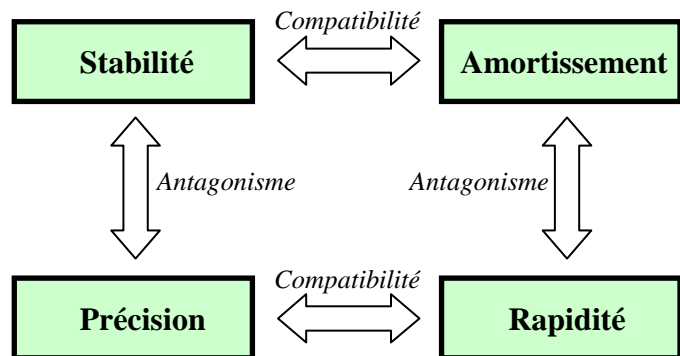 Compatibilité
Stabilité
Amortissement
Antagonisme
Antagonisme
Compatibilité
Précision
Rapidité